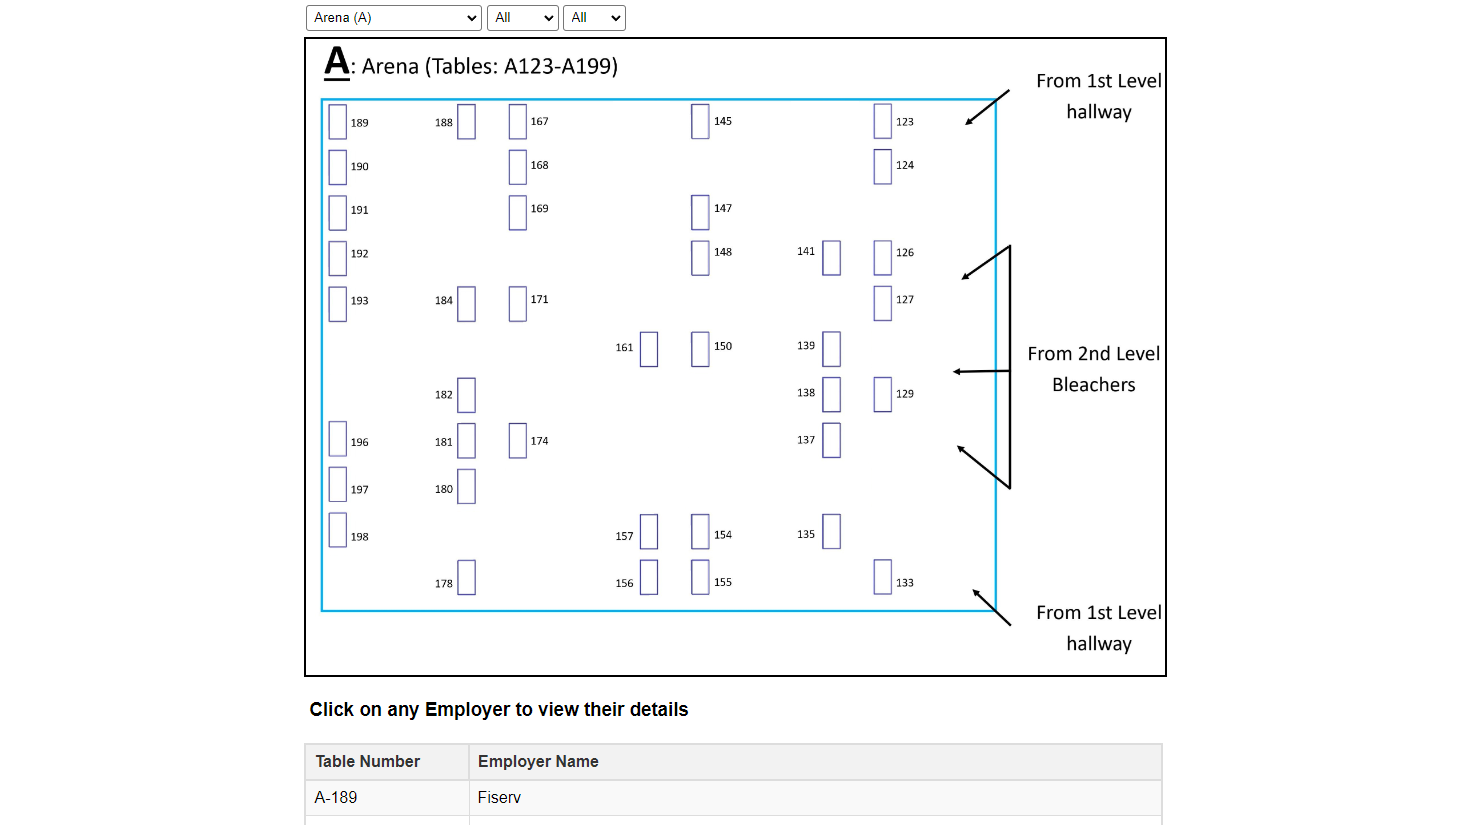 Arena (A) All All
A: Arena (Tables: A123-A199)
From 1st Level
hallway
189 188 167 145 123
190 168 124
191 169 147
192 148 141 126
193 184 171 127
161 150 139
From 2nd Level
Bleachers
182 138 129
196 181 174 137
197 180
198 157 154 135
178 156 155 133
From 1st Level
hallway
Click on any Employer to view their details
Table Number Employer Name
A-189 Fiserv